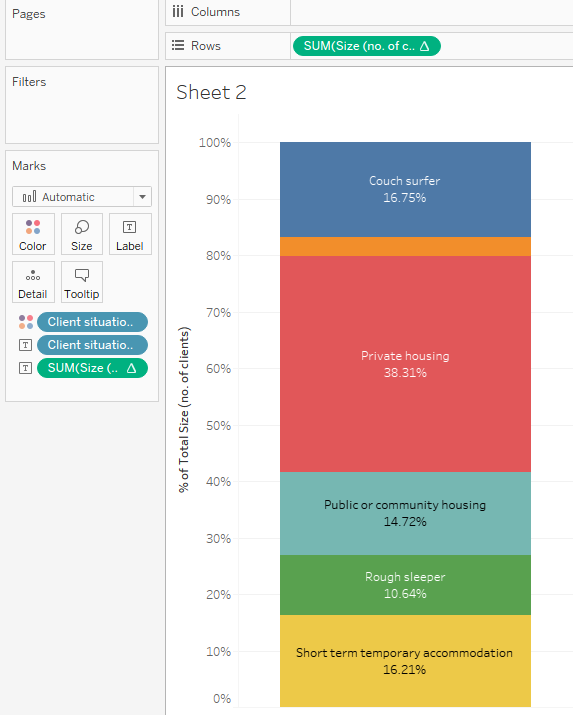 Pages
Columns
Rows
SUM(Size (no. of c.. Δ
Filters
Sheet 2
Marks
Automatic
Color
Size
Label
Detail
Tooltip
Client situatio..
Client situatio..
SUM(Size (.. Δ
% of Total Size (no. of clients)
100%
90%
80%
70%
60%
50%
40%
30%
20%
10%
0%
Couch surfer
16.75%
Private housing
38.31%
Public or community housing
14.72%
Rough sleeper
10.64%
Short term temporary accommodation
16.21%